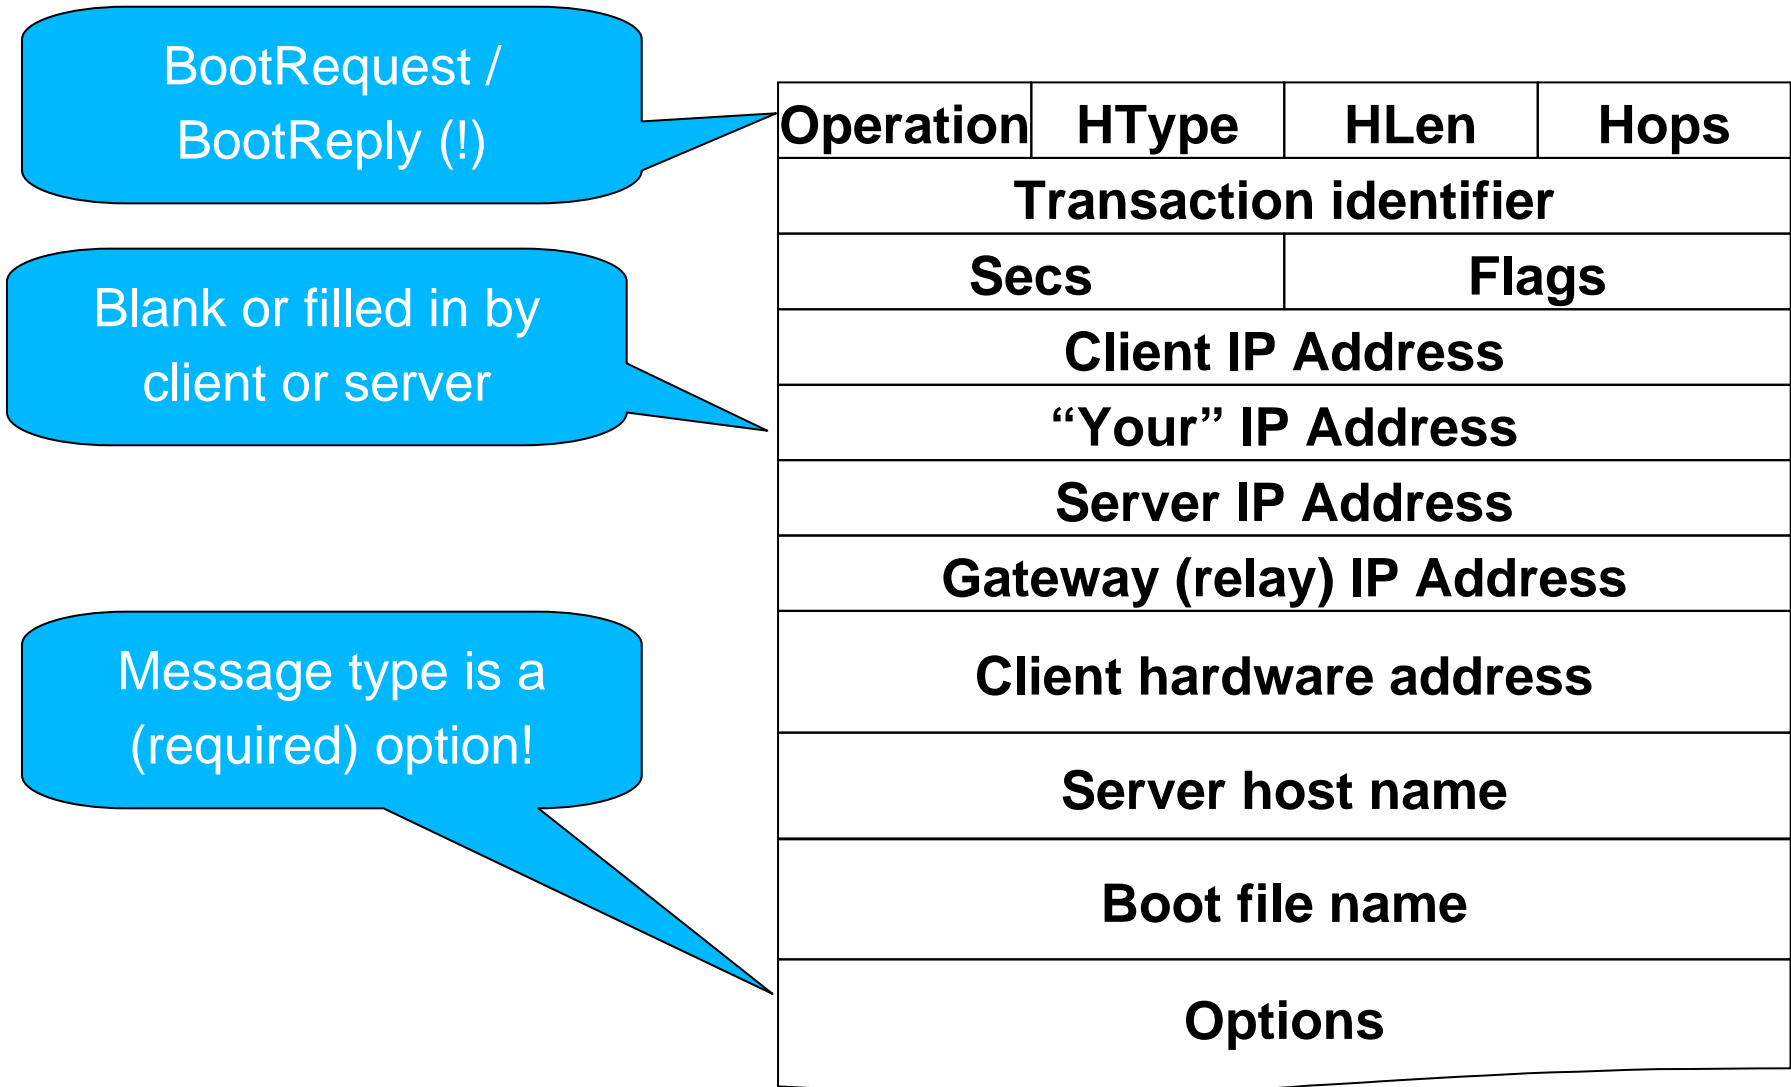 BootRequest /
BootReply (!)
Operation HType HLen Hops
Transaction identifier
Secs Flags
Blank or filled in by
client or server
Client IP Address
“Your” IP Address
Server IP Address
Gateway (relay) IP Address
Message type is a
(required) option!
Client hardware address
Server host name
Boot file name
Options